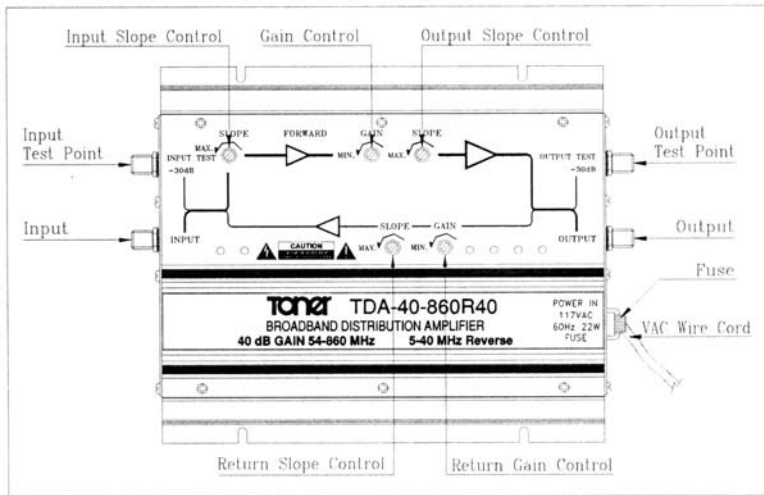 Input Slope Control
Gain Control
Output Slope Control
Input
Test Point
Output
Test Point
SLOPE
FORWARD
GAIN
SLOPE
MAX.
MIN.
MAX.
INPUT TEST
-30dB
OUTPUT TEST
-30dB
Input
Output
SLOPE
GAIN
MAX.
MIN.
INPUT
CAUTION
OUTPUT
Fuse
TONER
TDA-40-860R40
BROADBAND DISTRIBUTION AMPLIFIER
40 dB GAIN 54-860 MHz
5-40 MHz Reverse
POWER IN
117VAC
60Hz 22W
FUSE
VAC Wire Cord
Return Slope Control
Return Gain Control